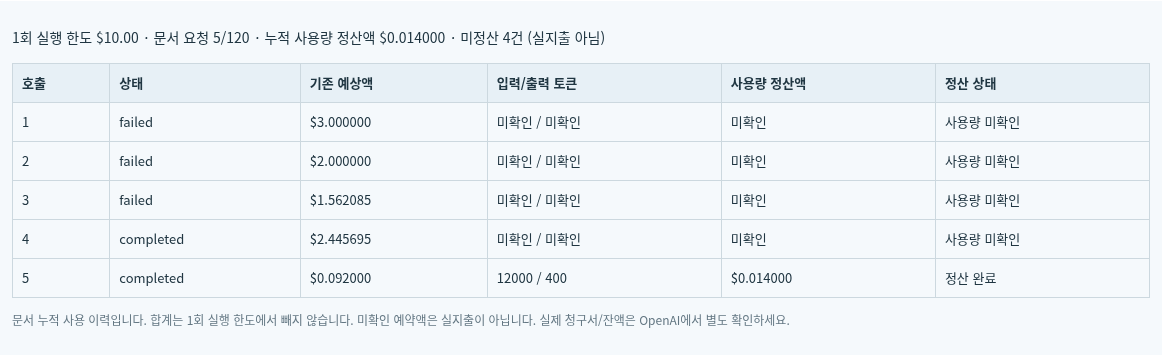 1회 실행 한도 $10.00 · 문서 요청 5/120 · 누적 사용량 정산액 $0.014000 · 미정산 4건 (실지출 아님)
호출 상태 기존 예상액 입력/출력 토큰 사용량 정산액 정산 상태
1 failed $3.000000 미확인 / 미확인 미확인 사용량 미확인
2 failed $2.000000 미확인 / 미확인 미확인 사용량 미확인
3 failed $1.562085 미확인 / 미확인 미확인 사용량 미확인
4 completed $2.445695 미확인 / 미확인 미확인 사용량 미확인
5 completed $0.092000 12000 / 400 $0.014000 정산 완료
문서 누적 사용 이력입니다. 합계는 1회 실행 한도에서 빼지 않습니다. 미확인 예약액은 실지출이 아닙니다. 실제 청구서/잔액은 OpenAI에서 별도 확인하세요.